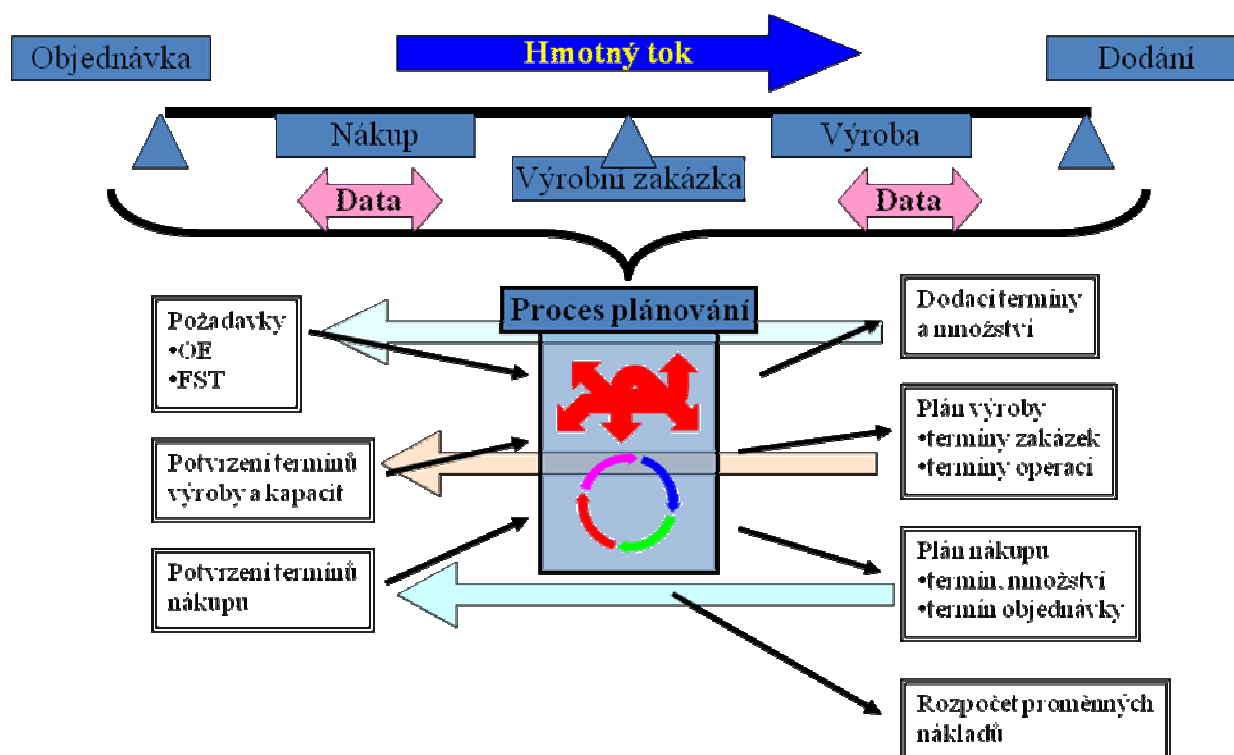 Hmotný tok
Objednávka
Dodání
Nákup
Výroba
Výrobní zakázka
Data
Data
Proces plánování
Požadavky
•OE
•FST
Potvrzení termínů
výroby a kapacit
Potvrzení termínů
nákupu
Dodací termíny
a množství
Plán výroby
•termíny zakázek
•termíny operací
Plán nákupu
•termín, množství
•termín objednávky
Rozpočet proměnných
nákladů